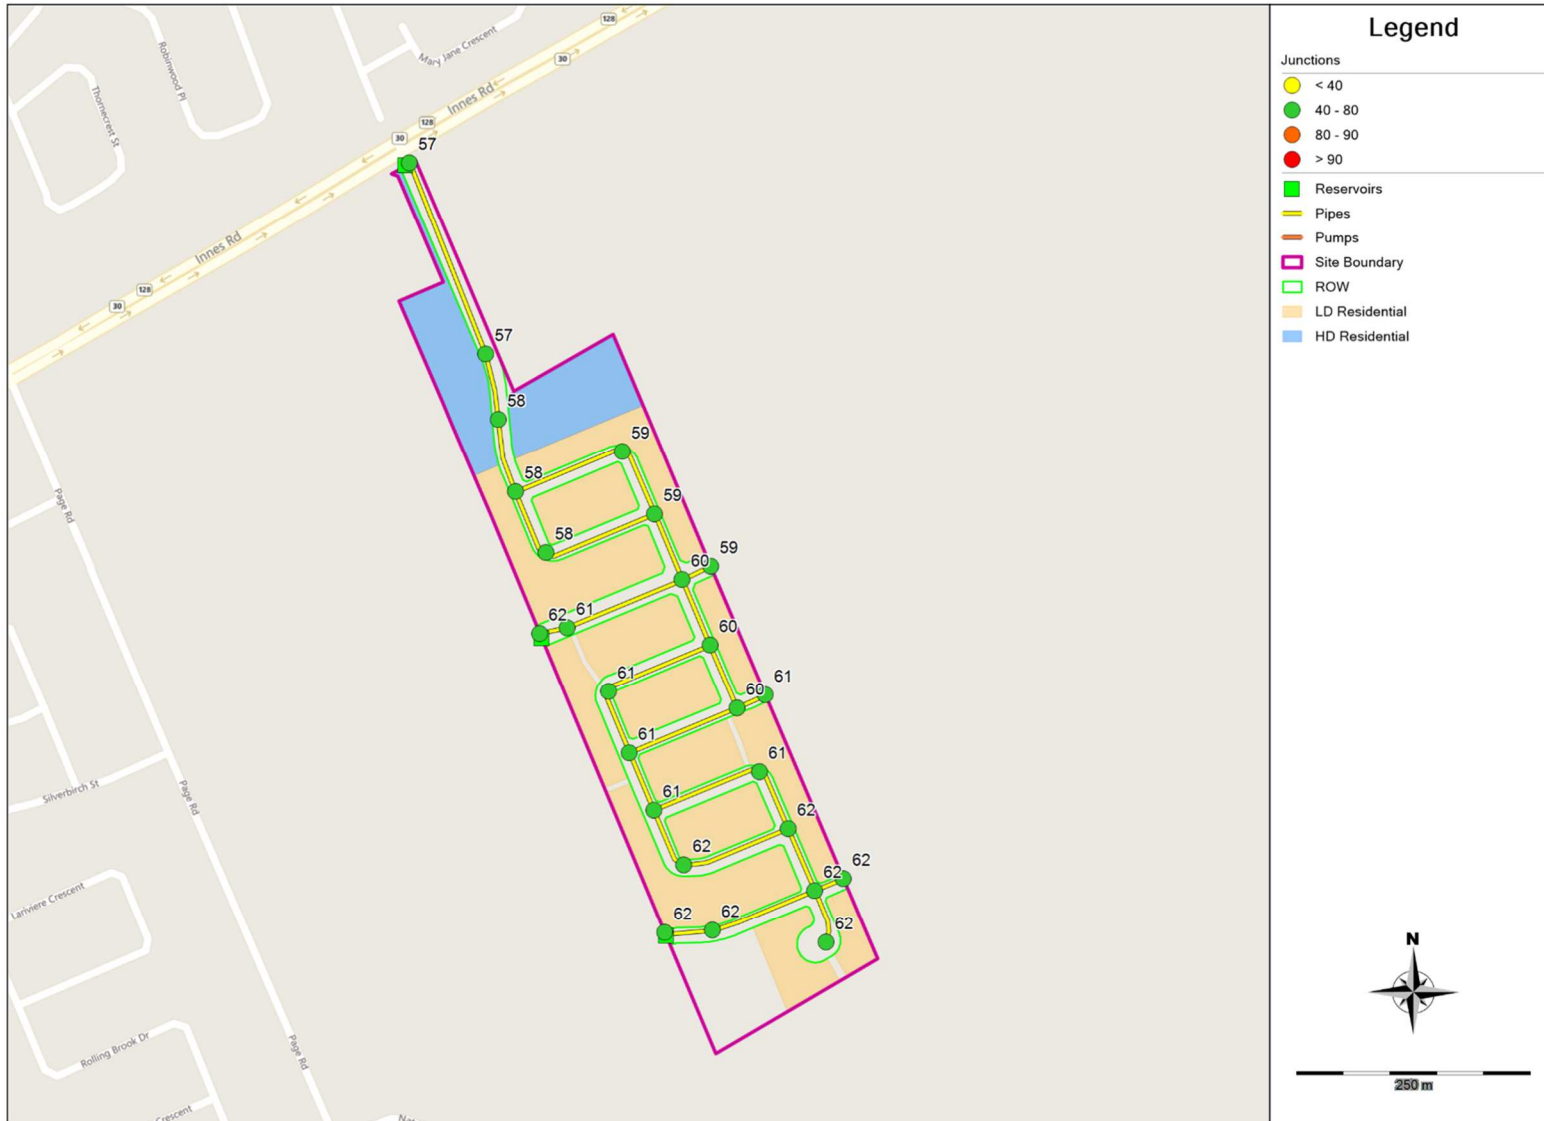 Legend
Junctions
< 40
40 - 80
80 - 90
> 90
Reservoirs
Pipes
Pumps
Site Boundary
ROW
LD Residential
HD Residential
128
30
Mary Jane Crescent
Robinwood Pl
Thornecrest St
Innes Rd
128
30
57
Innes Rd
128
30
57
58
59
58
59
58
59
60
62
61
60
61
61
60
61
61
61
62
62
62
62
62
62
62
Page Rd
Silverbirch St
Page Rd
Lariviere Crescent
Rolling Brook Dr
Page Rd
Crescent
N
250 m